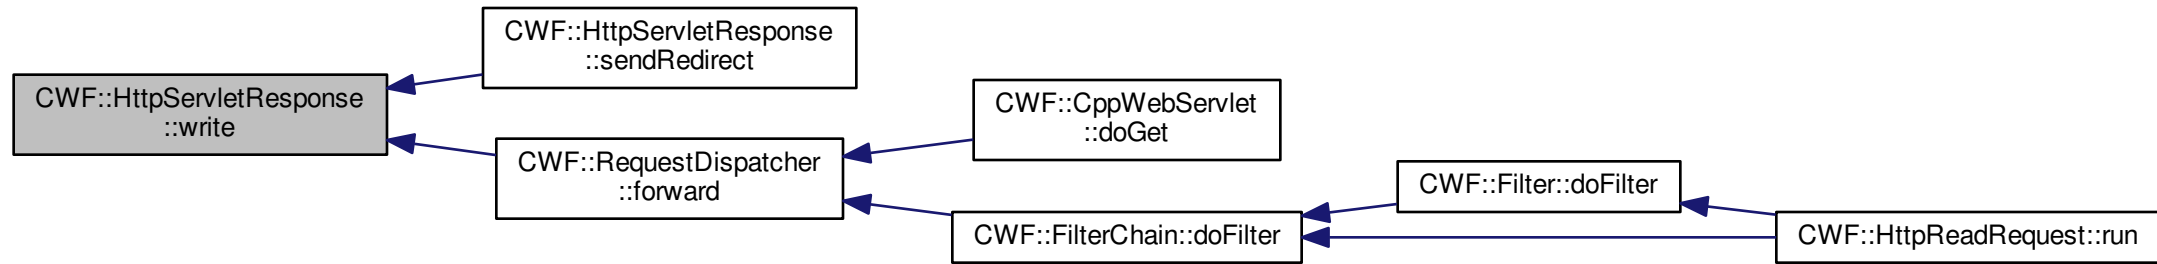 CWF::HttpServletResponse
::write
CWF::HttpServletResponse
::sendRedirect
CWF::RequestDispatcher
::forward
CWF::CppWebServlet
::doGet
CWF::FilterChain::doFilter
CWF::Filter::doFilter
CWF::HttpReadRequest::run